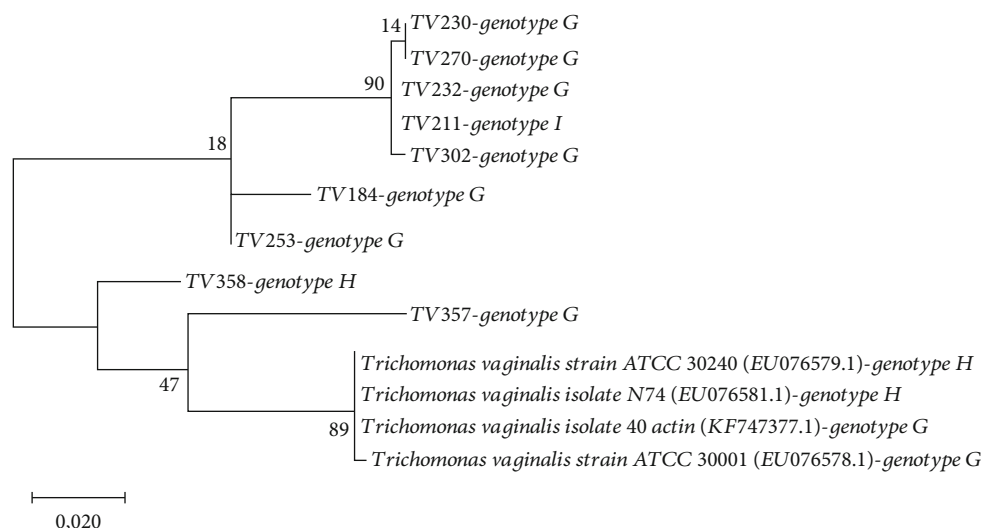 14
TV230-genotype G
TV270-genotype G
90
TV232-genotype G
TV211-genotype I
18
TV302-genotype G
TV184-genotype G
TV253-genotype G
TV358-genotype H
TV357-genotype G
Trichomonas vaginalis strain ATCC 30240 (EU076579.1)-genotype H
47
Trichomonas vaginalis isolate N74 (EU076581.1)-genotype H
89
Trichomonas vaginalis isolate 40 actin (KF747377.1)-genotype G
Trichomonas vaginalis strain ATCC 30001 (EU076578.1)-genotype G
0,020